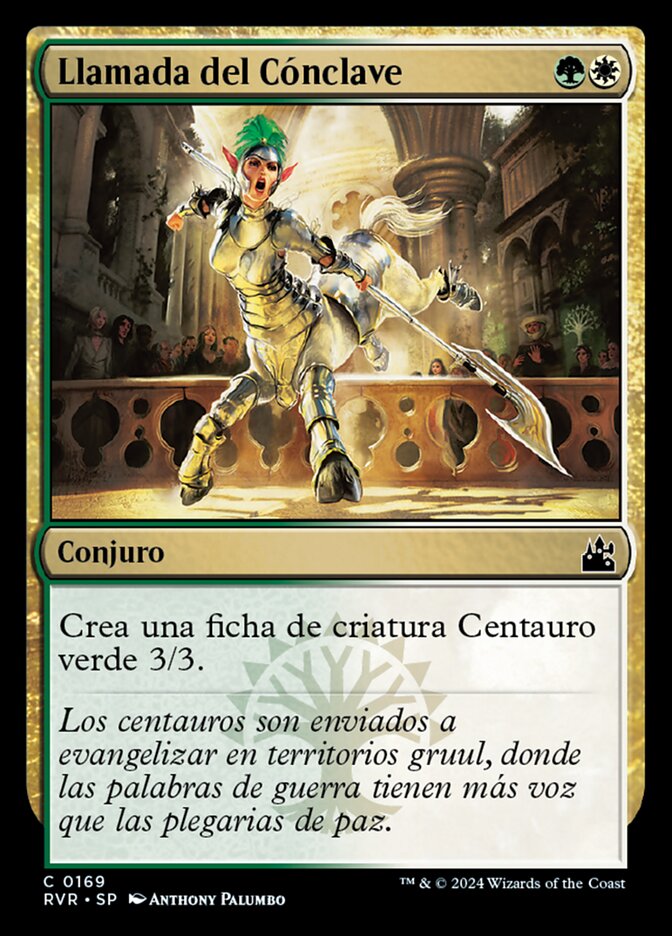 Llamada del Cónclave
Conjuro
Crea una ficha de criatura Centauro
verde 3/3.
Los centauros son enviados a
evangelizar en territorios gruul, donde
las palabras de guerra tienen más voz
que las plegarias de paz.
C 0169
RVR • SP Anthony Palumbo
™ & © 2024 Wizards of the Coast